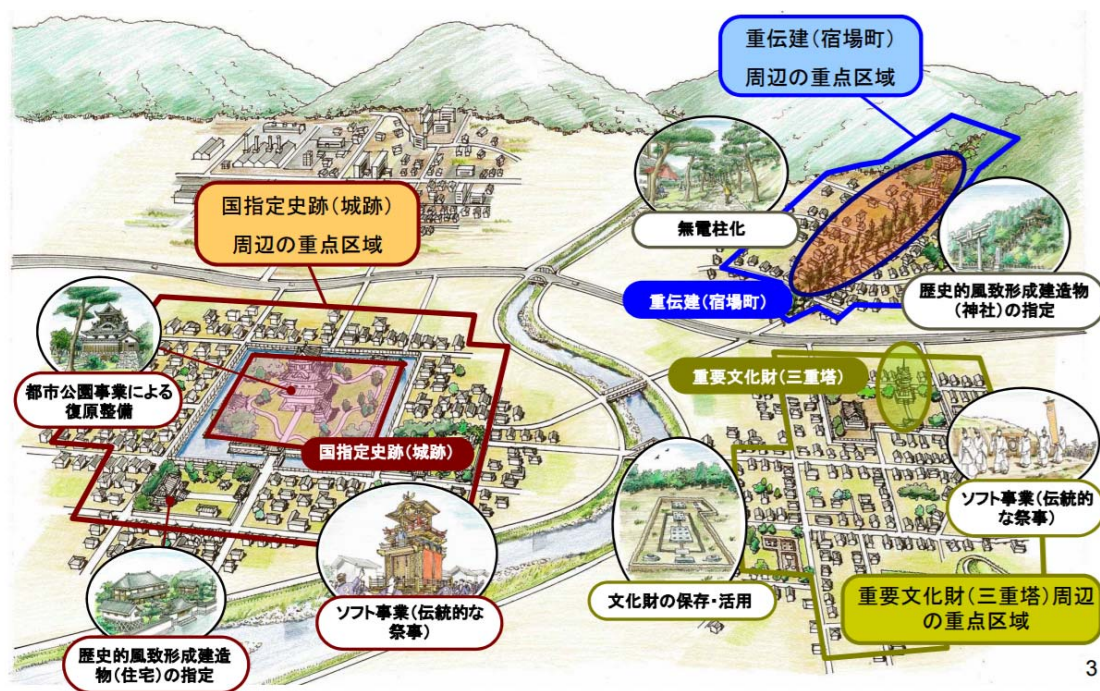 重伝建(宿場町)
周辺の重点区域
国指定史跡(城跡)
周辺の重点区域
無電柱化
重伝建(宿場町)
歴史的風致形成建造物
(神社)の指定
都市公園事業による
復原整備
国指定史跡(城跡)
重要文化財(三重塔)
ソフト事業(伝統的
な祭事)
文化財の保存・活用
ソフト事業(伝統的な
祭事)
歴史的風致形成建造
物(住宅)の指定
重要文化財(三重塔)周辺
の重点区域
3